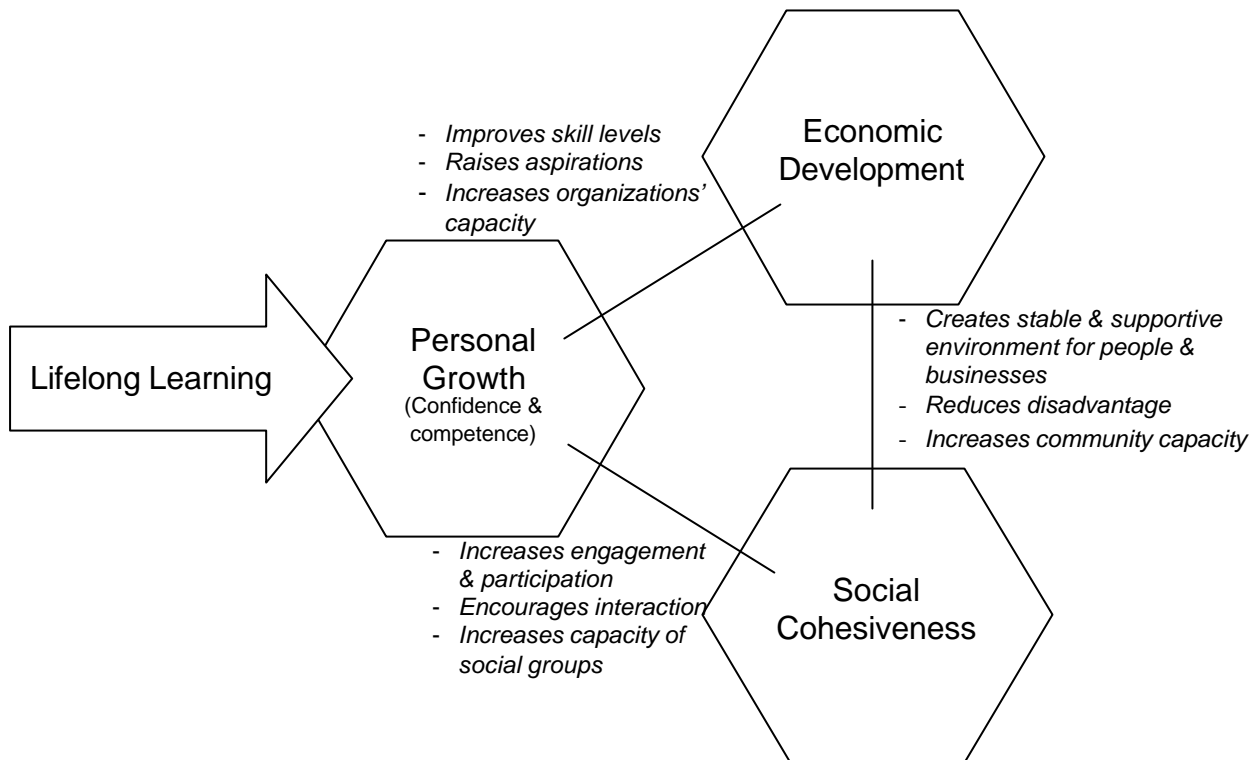 Economic
Development
- Improves skill levels
- Raises aspirations
- Increases organizations’
capacity
Lifelong Learning
Personal
Growth
(Confidence &
competence)
- Creates stable & supportive
environment for people &
businesses
- Reduces disadvantage
- Increases community capacity
- Increases engagement
& participation
- Encourages interaction
- Increases capacity of
social groups
Social
Cohesiveness